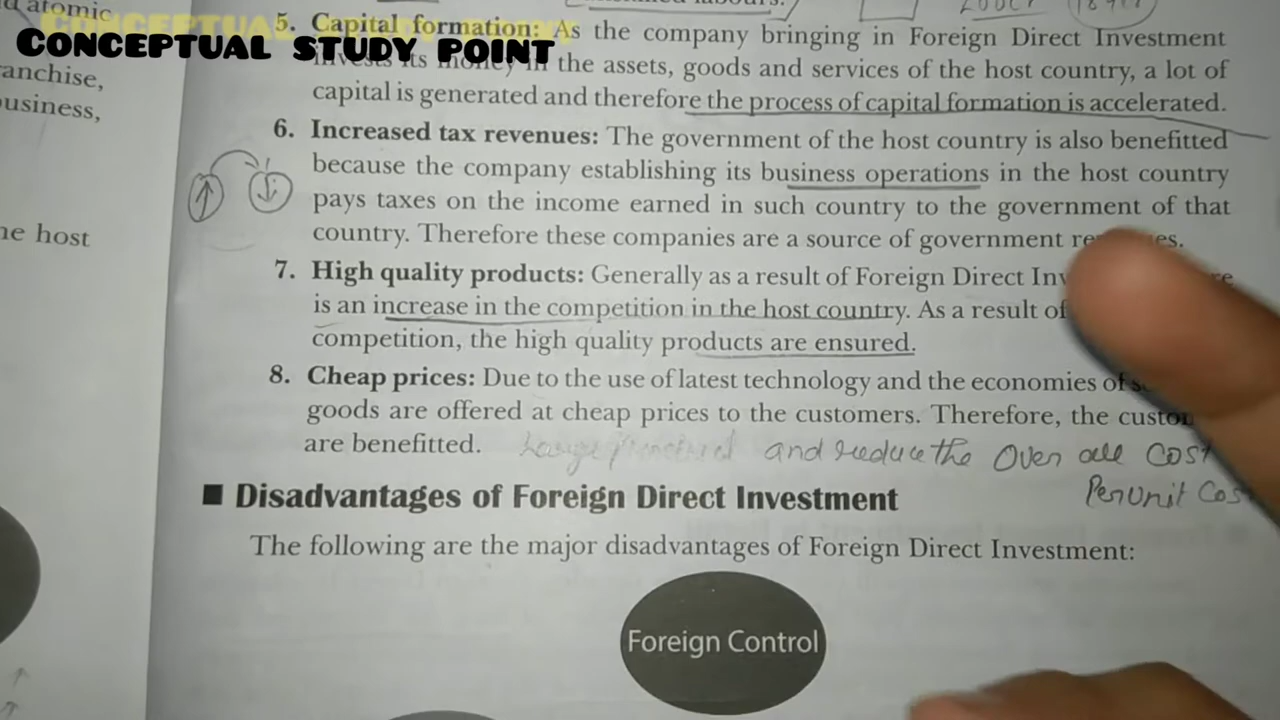 d atomic
anchise,
business,
ne host
CONCEPTUAL STUDY POINT
5. Capital formation: As the company bringing in Foreign Direct Investment
invests its money in the assets, goods and services of the host country, a lot of
capital is generated and therefore the process of capital formation is accelerated.
6. Increased tax revenues: The government of the host country is also benefitted
because the company establishing its business operations in the host country
pays taxes on the income earned in such country to the government of that
country. Therefore these companies are a source of government
7. High quality products: Generally as a result of Foreign Direct
is an increase in the competition in the host country. As a result of
competition, the high quality products are ensured.
8. Cheap prices: Due to the use of latest technology and the economies of
goods are offered at cheap prices to the customers. Therefore, the
are benefitted.
and reduce the Over all Cost
Per Unit Cos
■ Disadvantages of Foreign Direct Investment
The following are the major disadvantages of Foreign Direct Investment:
Foreign Control